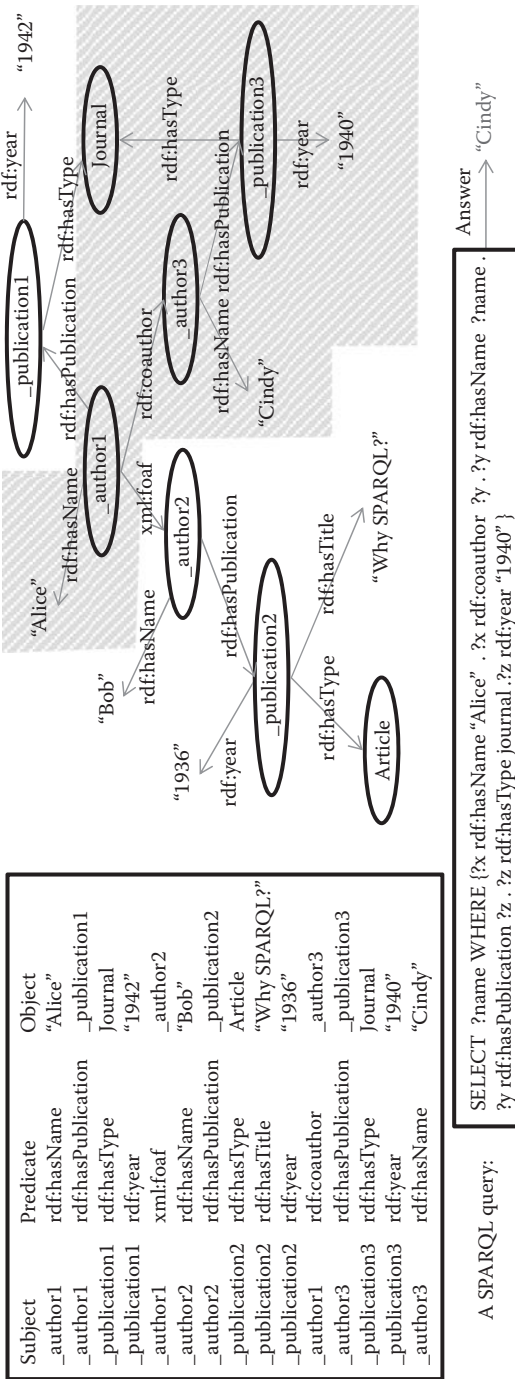 Subject Predicate Object
_author1 rdf:hasName “Alice”
_author1 rdf:hasPublication _publication1
_publication1 rdf:hasType Journal
_publication1 rdf:year “1942”
_author1 xml:foaf _author2
_author2 rdf:hasName “Bob”
_author2 rdf:hasPublication _publication2
_publication2 rdf:hasType Article
_publication2 rdf:hasTitle “Why SPARQL?”
_publication2 rdf:year “1936”
_author1 rdf:coauthor _author3
_author3 rdf:hasPublication _publication3
_publication3 rdf:hasType Journal
_publication3 rdf:year “1940”
_author3 rdf:hasName “Cindy”
“Alice”
rdf:hasName
_author1
rdf:hasPublication
_publication1
rdf:year
“1942”
rdf:hasType
Journal
“Bob”
rdf:hasName
xml:foaf
_author2
rdf:coauthor
_author3
rdf:hasType
“1936”
rdf:year
rdf:hasPublication
_publication2
rdf:hasName
rdf:hasPublication
_publication3
“Cindy”
rdf:year
“1940”
rdf:hasType
rdf:hasTitle
Article
“Why SPARQL?”
A SPARQL query:
SELECT ?name WHERE {?x rdf:hasName “Alice” . ?x rdf:coauthor ?y . ?y rdf:hasName ?name .
?y rdf:hasPublication ?z . ?z rdf:hasType journal .?z rdf:year “1940” }
Answer
“Cindy”